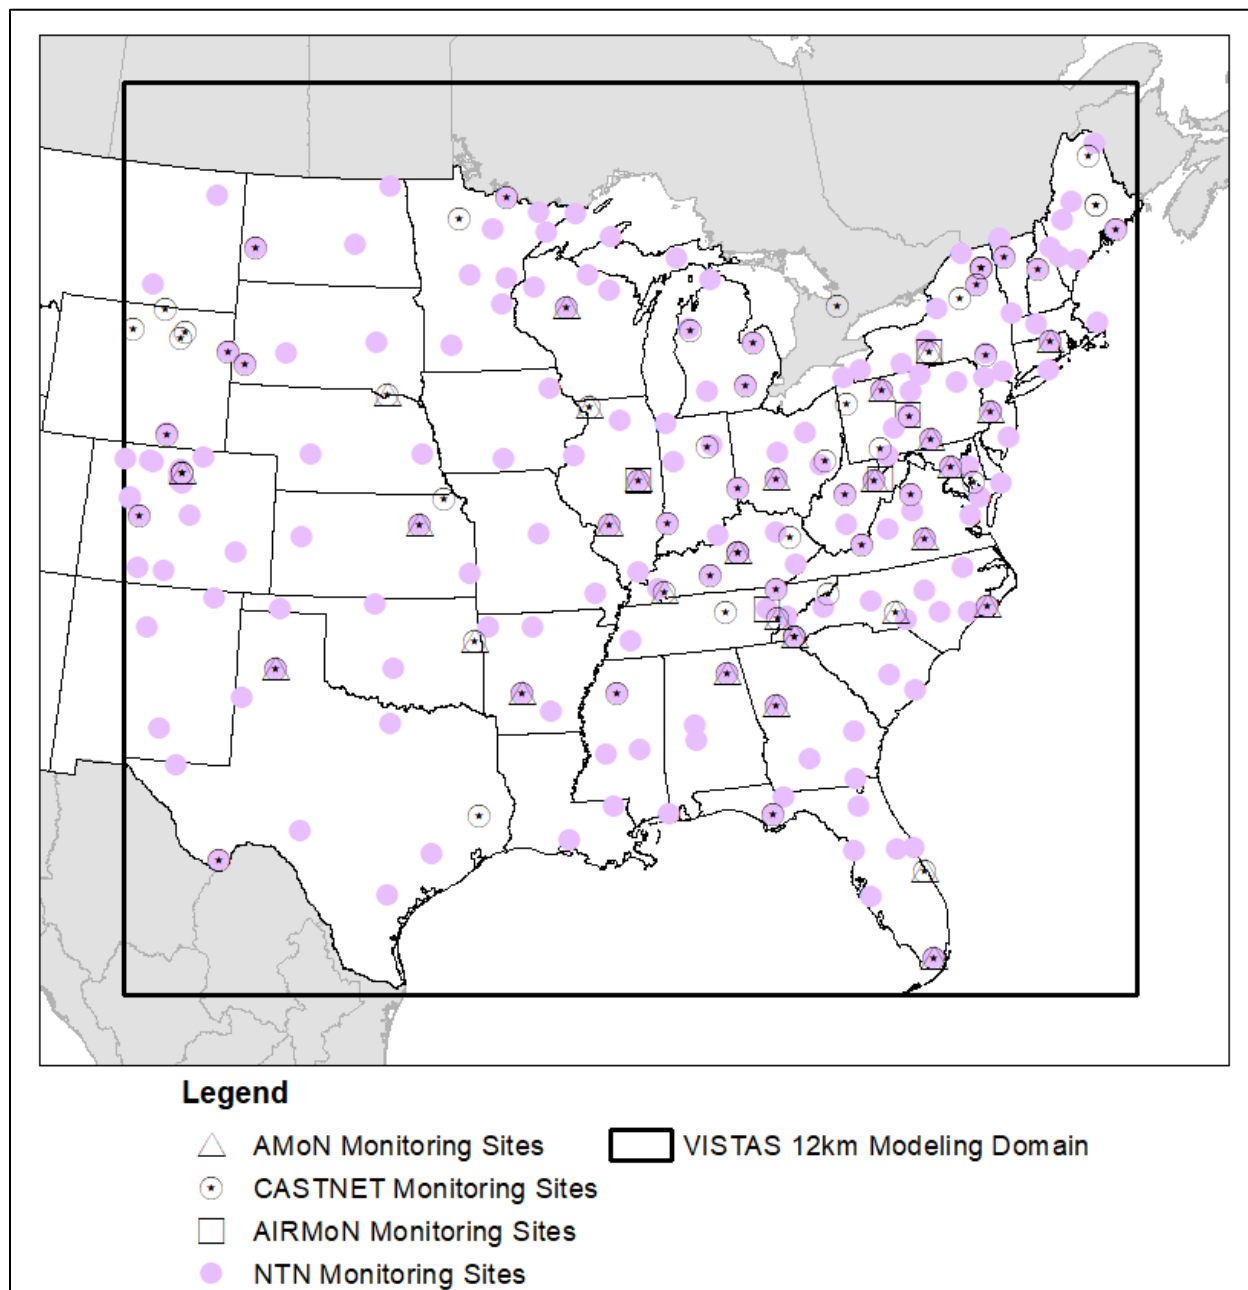 Legend
AMoN Monitoring Sites
VISTAS 12km Modeling Domain
CASTNET Monitoring Sites
AIRMoN Monitoring Sites
NTN Monitoring Sites